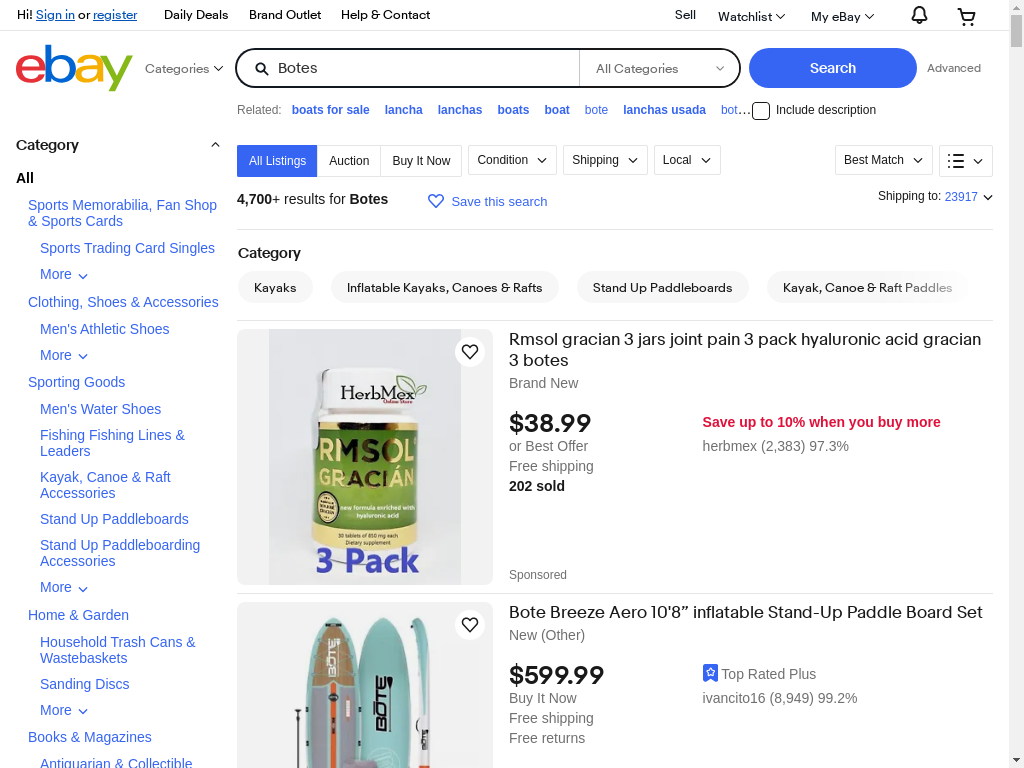 Hi! Sign in or register
Daily Deals
Brand Outlet
Help & Contact
Sell
Watchlist
My eBay
ebay
Categories
Botes
All Categories
Search
Advanced
Related:
boats for sale
lancha
lanchas
boats
boat
bote
lanchas usada
bot...
Include description
Category
All
Sports Memorabilia, Fan Shop
& Sports Cards
Sports Trading Card Singles
More
Clothing, Shoes & Accessories
Men's Athletic Shoes
More
Sporting Goods
Men's Water Shoes
Fishing Fishing Lines &
Leaders
Kayak, Canoe & Raft
Accessories
Stand Up Paddleboards
Stand Up Paddleboarding
Accessories
More
Home & Garden
Household Trash Cans &
Wastebaskets
Sanding Discs
More
Books & Magazines
Antiquarian & Collectible
All Listings
Auction
Buy It Now
Condition
Shipping
Local
Best Match
4,700+ results for Botes
Save this search
Shipping to: 23917
Category
Kayaks
Inflatable Kayaks, Canoes & Rafts
Stand Up Paddleboards
Kayak, Canoe & Raft Paddles
HerbMex
Online Store
RMSOL
GRACIÁN
new formula enriched with
hyaluronic acid
30 tablets of 850 mg each
Dietary supplement
3 Pack
Rmsol gracian 3 jars joint pain 3 pack hyaluronic acid gracian
3 botes
Brand New
$38.99
or Best Offer
Free shipping
202 sold
Save up to 10% when you buy more
herbmex (2,383) 97.3%
Sponsored
BOTE
BOTE
BOTE
Bote Breeze Aero 10'8” inflatable Stand-Up Paddle Board Set
New (Other)
$599.99
Buy It Now
Free shipping
Free returns
Top Rated Plus
ivancito16 (8,949) 99.2%